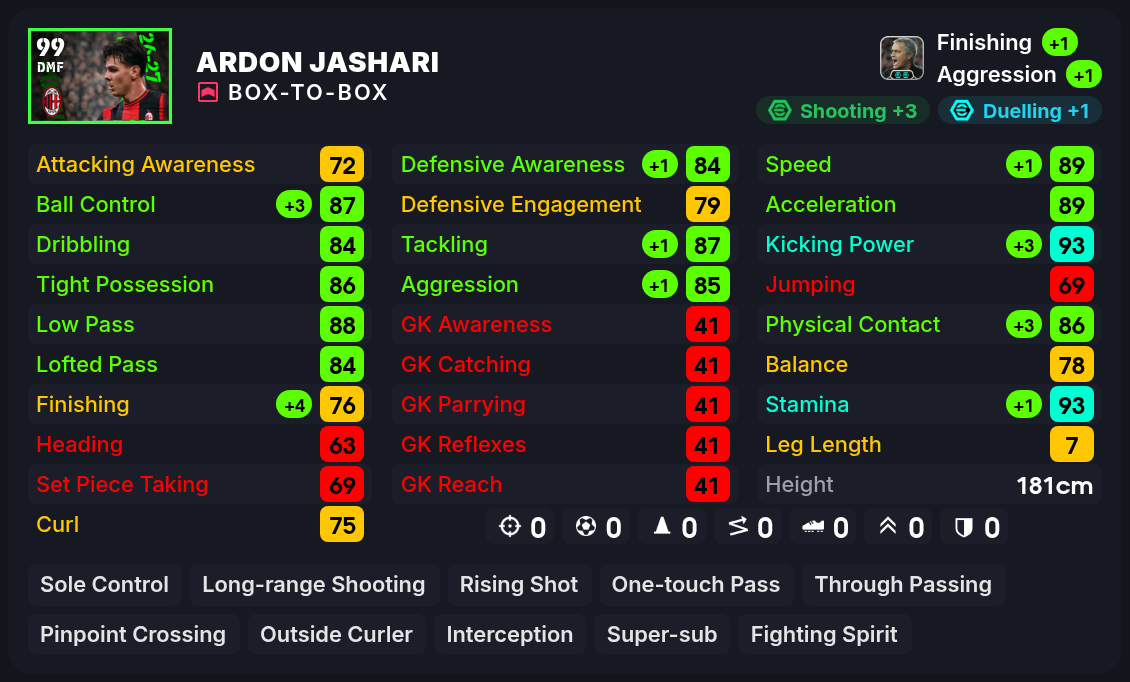 99
DMF
24-27
ARDON JASHARI
BOX-TO-BOX
Finishing +1
Aggression +1
Shooting +3
Duelling +1
Attacking Awareness 72
Ball Control +3 87
Dribbling 84
Tight Possession 86
Low Pass 88
Lofted Pass 84
Finishing +4 76
Heading 63
Set Piece Taking 69
Curl 75
Defensive Awareness +1 84
Defensive Engagement 79
Tackling +1 87
Aggression +1 85
GK Awareness 41
GK Catching 41
GK Parrying 41
GK Reflexes 41
GK Reach 41
Speed +1 89
Acceleration 89
Kicking Power +3 93
Jumping 69
Physical Contact +3 86
Balance 78
Stamina +1 93
Leg Length 7
Height 181cm
0 0 0 0 0 0 0
Sole Control Long-range Shooting Rising Shot One-touch Pass Through Passing
Pinpoint Crossing Outside Curler Interception Super-sub Fighting Spirit